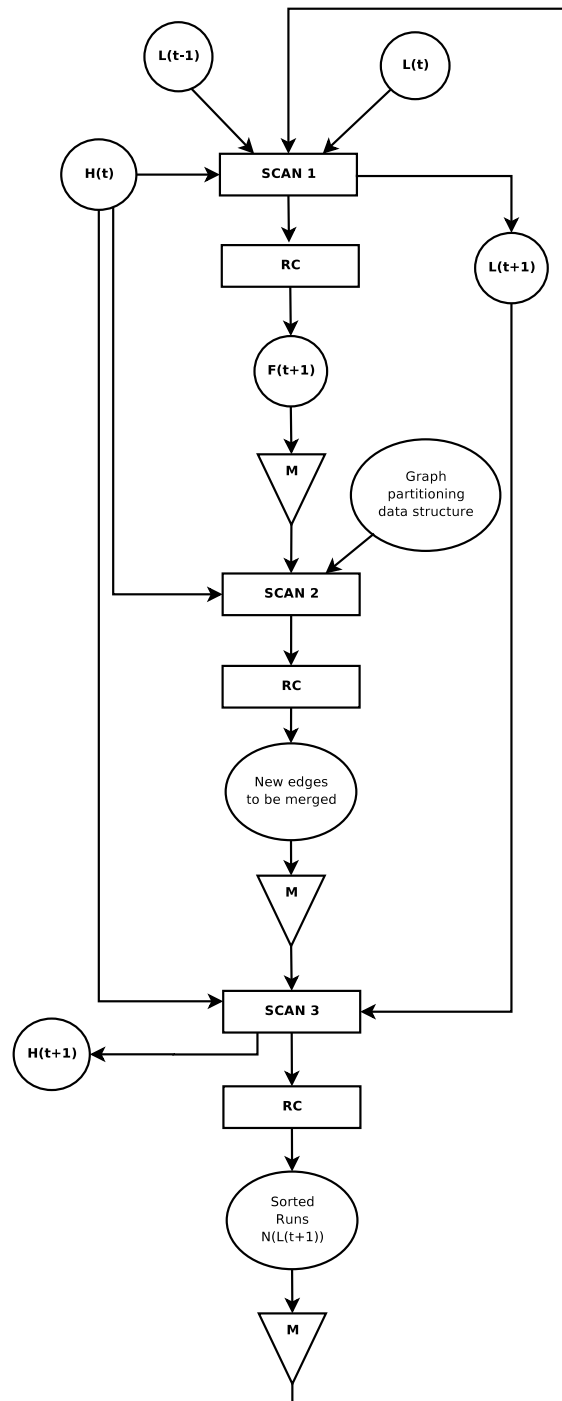 L(t-1)
L(t)
H(t)
SCAN 1
RC
L(t+1)
F(t+1)
M
Graph
partitioning
data structure
SCAN 2
RC
New edges
to be merged
M
SCAN 3
H(t+1)
RC
Sorted
Runs
N(L(t+1))
M